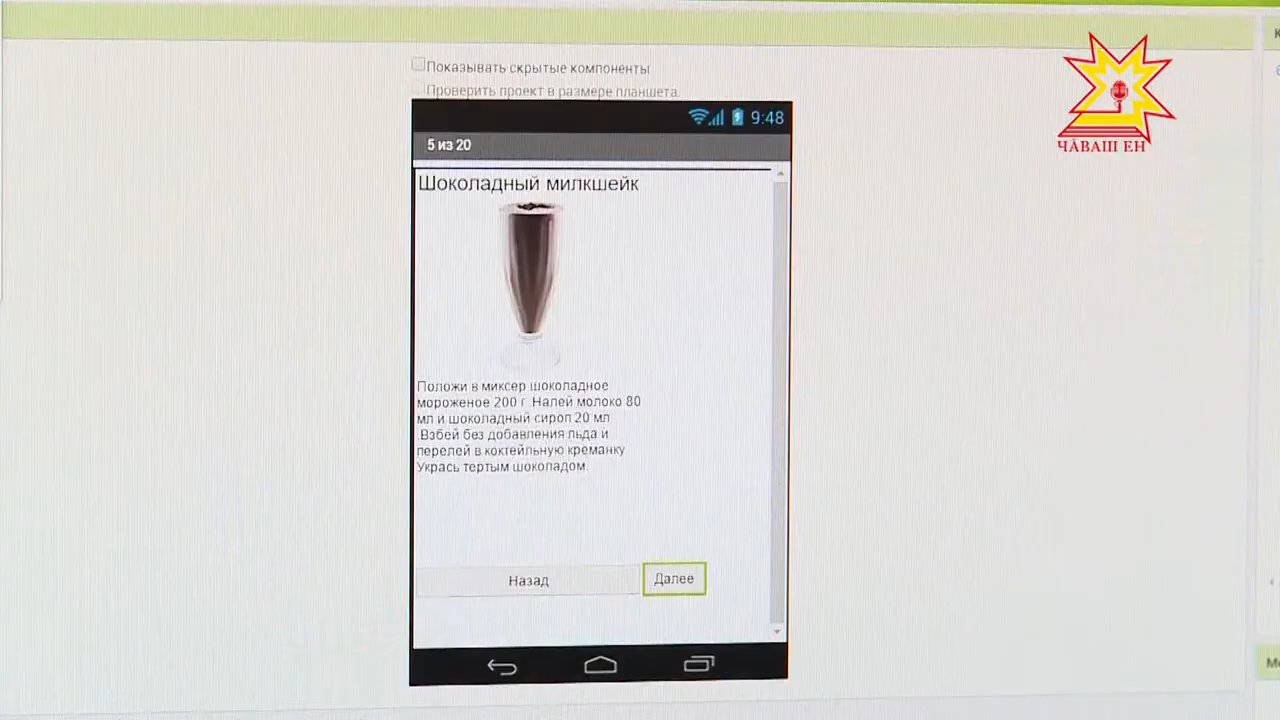 Показывать скрытые компоненты
Проверить проект в размере планшета.
ЧӐВАШ ЕН
9:48
5 из 20
Шоколадный милкшейк
Положи в миксер шоколадное
мороженое 200 г. Налей молоко 80
мл и шоколадный сироп 20 мл
.Взбей без добавления льда и
перелей в коктейльную креманку
Укрась тертым шоколадом.
Назад
Далее